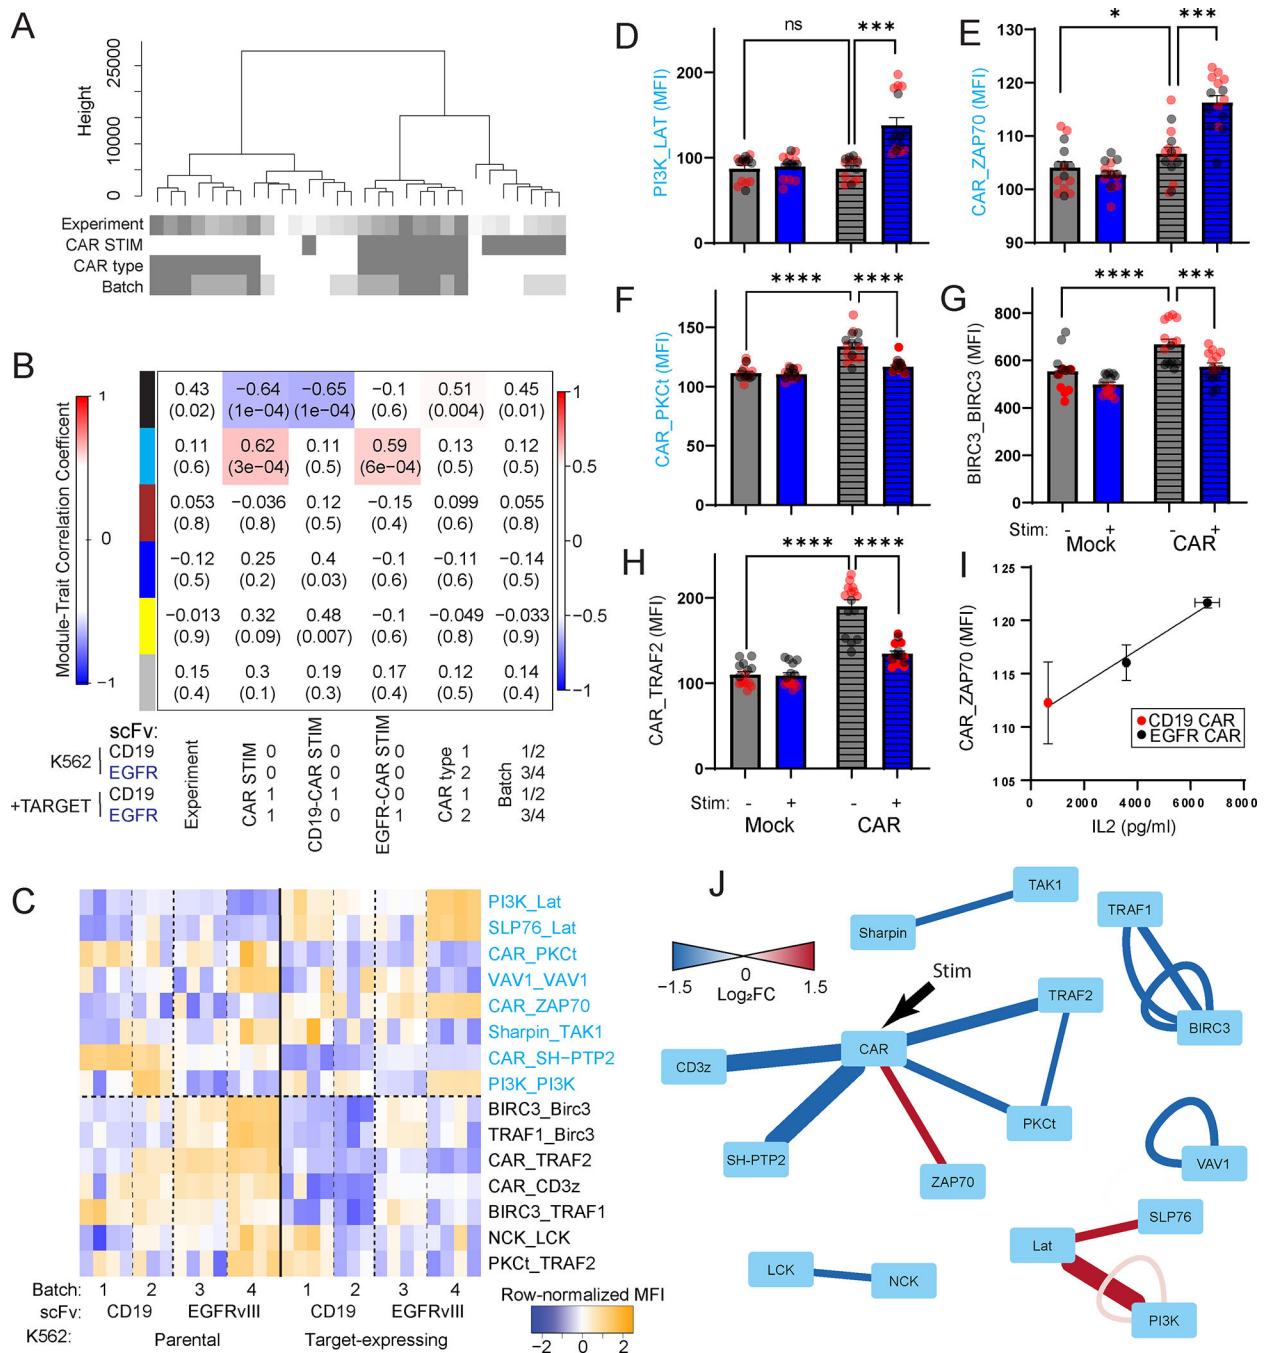 A
Height
25000
10000
0
Experiment
CAR STIM
CAR type
Batch
B
Module-Trait Correlation Coefficient
1
0
−1
0.43 −0.64 −0.65 −0.1 0.51 0.45
(0.02) (1e−04) (1e−04) (0.6) (0.004) (0.01)
0.11 0.62 0.11 0.59 0.13 0.12
(0.6) (3e−04) (0.5) (6e−04) (0.5) (0.5)
0.053 −0.036 0.12 −0.15 0.099 0.055
(0.8) (0.8) (0.5) (0.4) (0.6) (0.8)
−0.12 0.25 0.4 −0.1 −0.11 −0.14
(0.5) (0.2) (0.03) (0.6) (0.6) (0.5)
−0.013 0.32 0.48 −0.1 −0.049 −0.033
(0.9) (0.09) (0.007) (0.6) (0.8) (0.9)
0.15 0.3 0.19 0.17 0.12 0.14
(0.4) (0.1) (0.3) (0.4) (0.5) (0.4)
1
0.5
0
−0.5
−1
scFv:
K562
CD19
EGFR
+TARGET
CD19
EGFR
Experiment
CAR STIM
0
0
1
1
CD19-CAR STIM
0
0
1
0
EGFR-CAR STIM
0
0
0
1
CAR type
1
2
1
2
Batch
1/2
3/4
1/2
3/4
C
PI3K_Lat
SLP76_Lat
CAR_PKCt
VAV1_VAV1
CAR_ZAP70
Sharpin_TAK1
CAR_SH−PTP2
PI3K_PI3K
BIRC3_Birc3
TRAF1_Birc3
CAR_TRAF2
CAR_CD3z
BIRC3_TRAF1
NCK_LCK
PKCt_TRAF2
Batch: 1 2 3 4 1 2 3 4
scFv: CD19 EGFRvIII CD19 EGFRvIII
K562: Parental Target-expressing
Row-normalized MFI
−2 0 2
D
PI3K_LAT (MFI)
200
100
0
ns
***
E
CAR_ZAP70 (MFI)
130
120
110
100
90
*
***
F
CAR_PKCt (MFI)
150
100
50
0
****
****
G
BIRC3_BIRC3 (MFI)
800
600
400
200
0
****
***
Stim: - + - +
Mock CAR
H
CAR_TRAF2 (MFI)
200
100
0
****
****
Stim: - + - +
Mock CAR
I
CAR_ZAP70 (MFI)
125
120
115
110
105
0 2000 4000 6000 8000
IL2 (pg/ml)
CD19 CAR
EGFR CAR
J
−1.5 0 1.5
Log₂FC
Stim
TAK1
Sharpin
TRAF1
BIRC3
TRAF2
CAR
CD3z
PKCt
SH-PTP2
ZAP70
VAV1
SLP76
Lat
PI3K
LCK
NCK